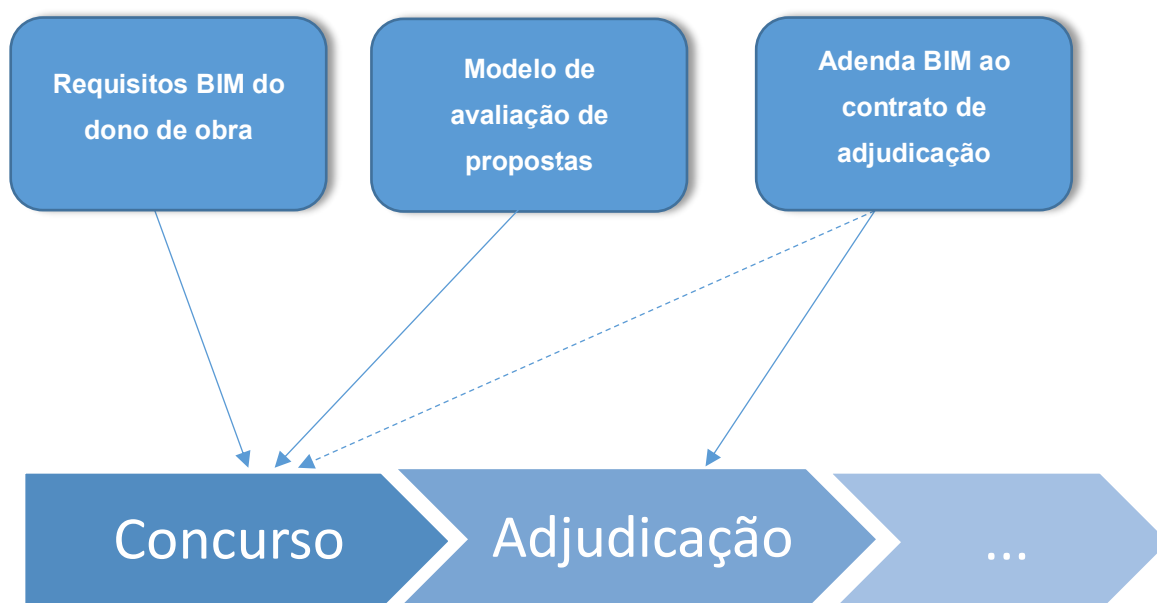 Requisitos BIM do
dono de obra
Modelo de
avaliação de
propostas
Adenda BIM ao
contrato de
adjudicação
Concurso
Adjudicação
...